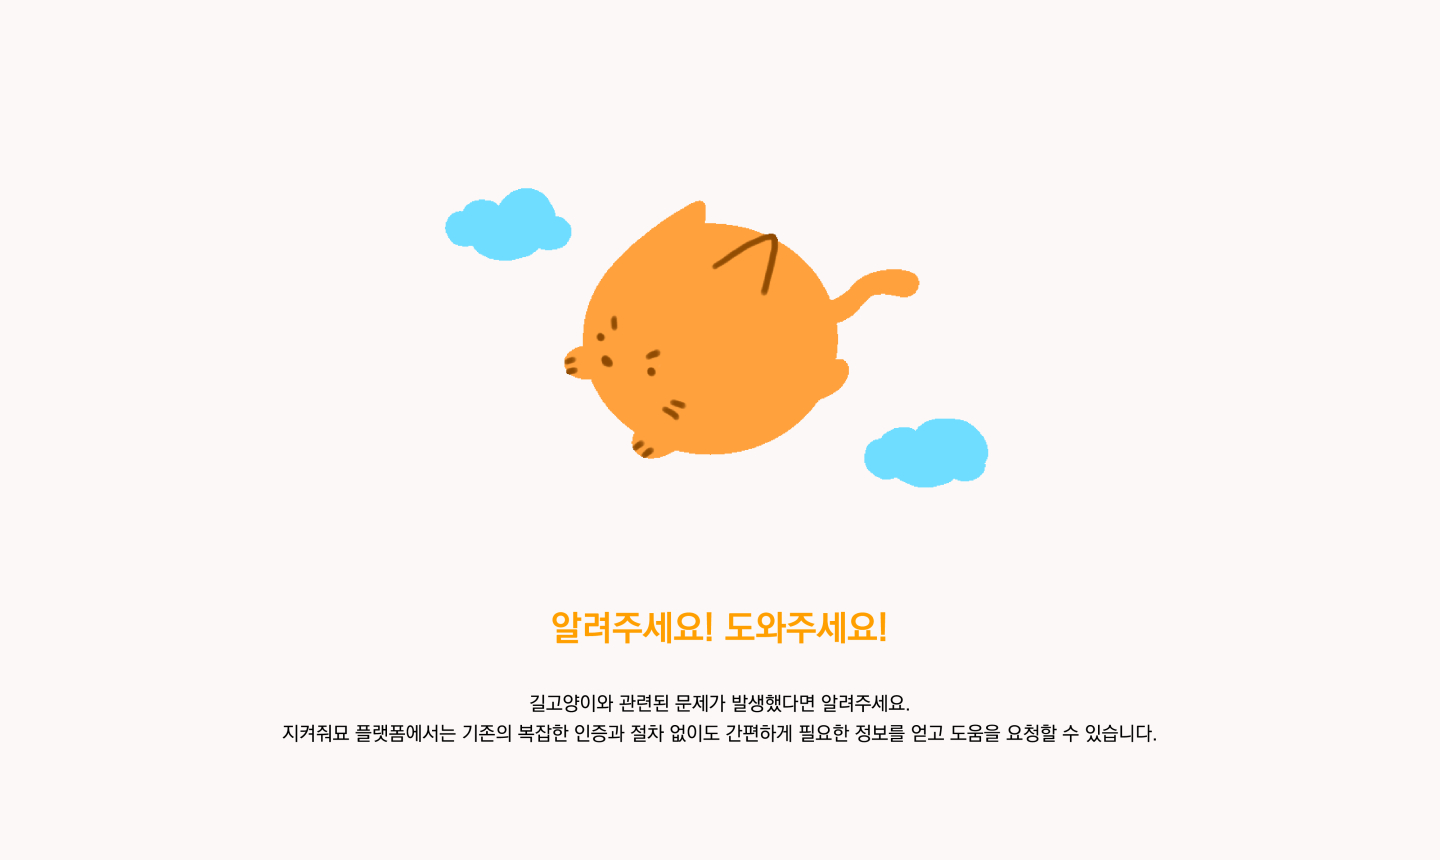 알려주세요! 도와주세요!
길고양이와 관련된 문제가 발생했다면 알려주세요.
지켜줘묘 플랫폼에서는 기존의 복잡한 인증과 절차 없이도 간편하게 필요한 정보를 얻고 도움을 요청할 수 있습니다.